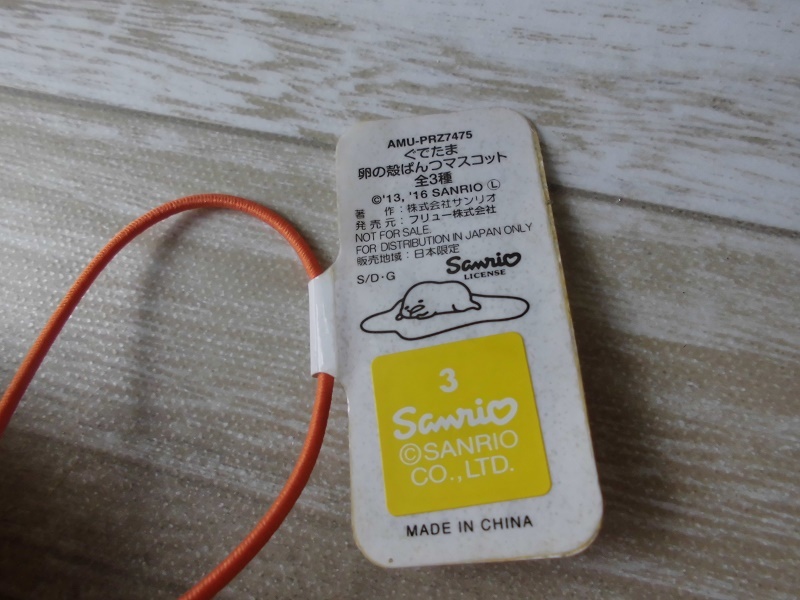 AMU-PRZ7475
ぐでたま
卵の殻ぱんつマスコット
全3種
©'13, '16 SANRIO Ⓛ
著 作：株式会社サンリオ
発売元：フリュー株式会社
NOT FOR SALE.
FOR DISTRIBUTION IN JAPAN ONLY
販売地域：日本限定
S/D・G
Sanrio
LICENSE
3
Sanrio
©SANRIO
CO.,LTD.
MADE IN CHINA